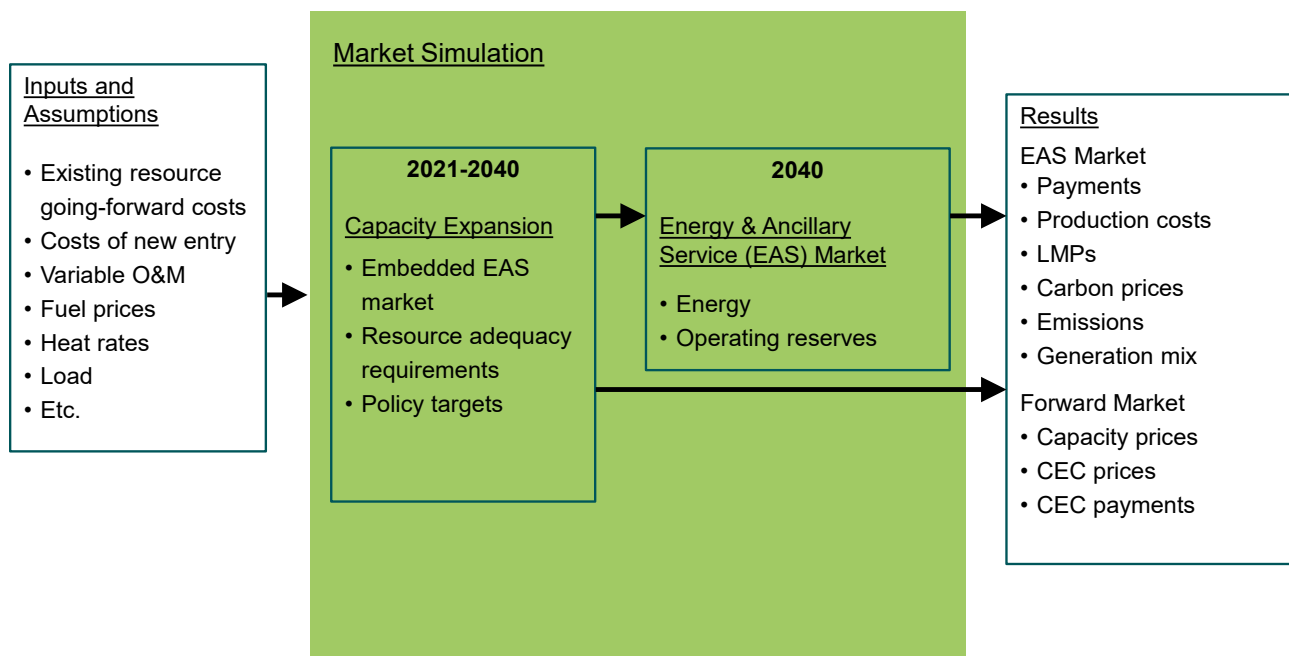 Inputs and
Assumptions
• Existing resource
going-forward costs
• Costs of new entry
• Variable O&M
• Fuel prices
• Heat rates
• Load
• Etc.
Market Simulation
2021-2040
Capacity Expansion
• Embedded EAS
market
• Resource adequacy
requirements
• Policy targets
2040
Energy & Ancillary
Service (EAS) Market
• Energy
• Operating reserves
Results
EAS Market
• Payments
• Production costs
• LMPs
• Carbon prices
• Emissions
• Generation mix
Forward Market
• Capacity prices
• CEC prices
• CEC payments